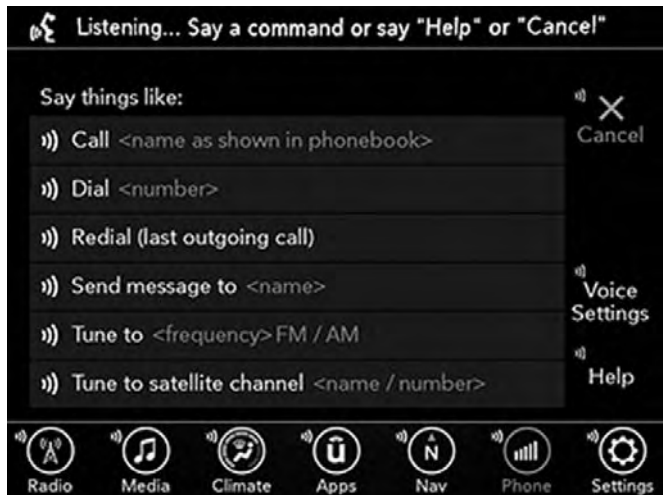 Listening... Say a command or say "Help" or "Cancel"
Say things like:
Call <name as shown in phonebook>
Dial <number>
Redial (last outgoing call)
Send message to <name>
Tune to <frequency> FM / AM
Tune to satellite channel <name / number>
Cancel
Voice
Settings
Help
Radio
Media
Climate
û
Apps
N
Nav
Phone
Settings